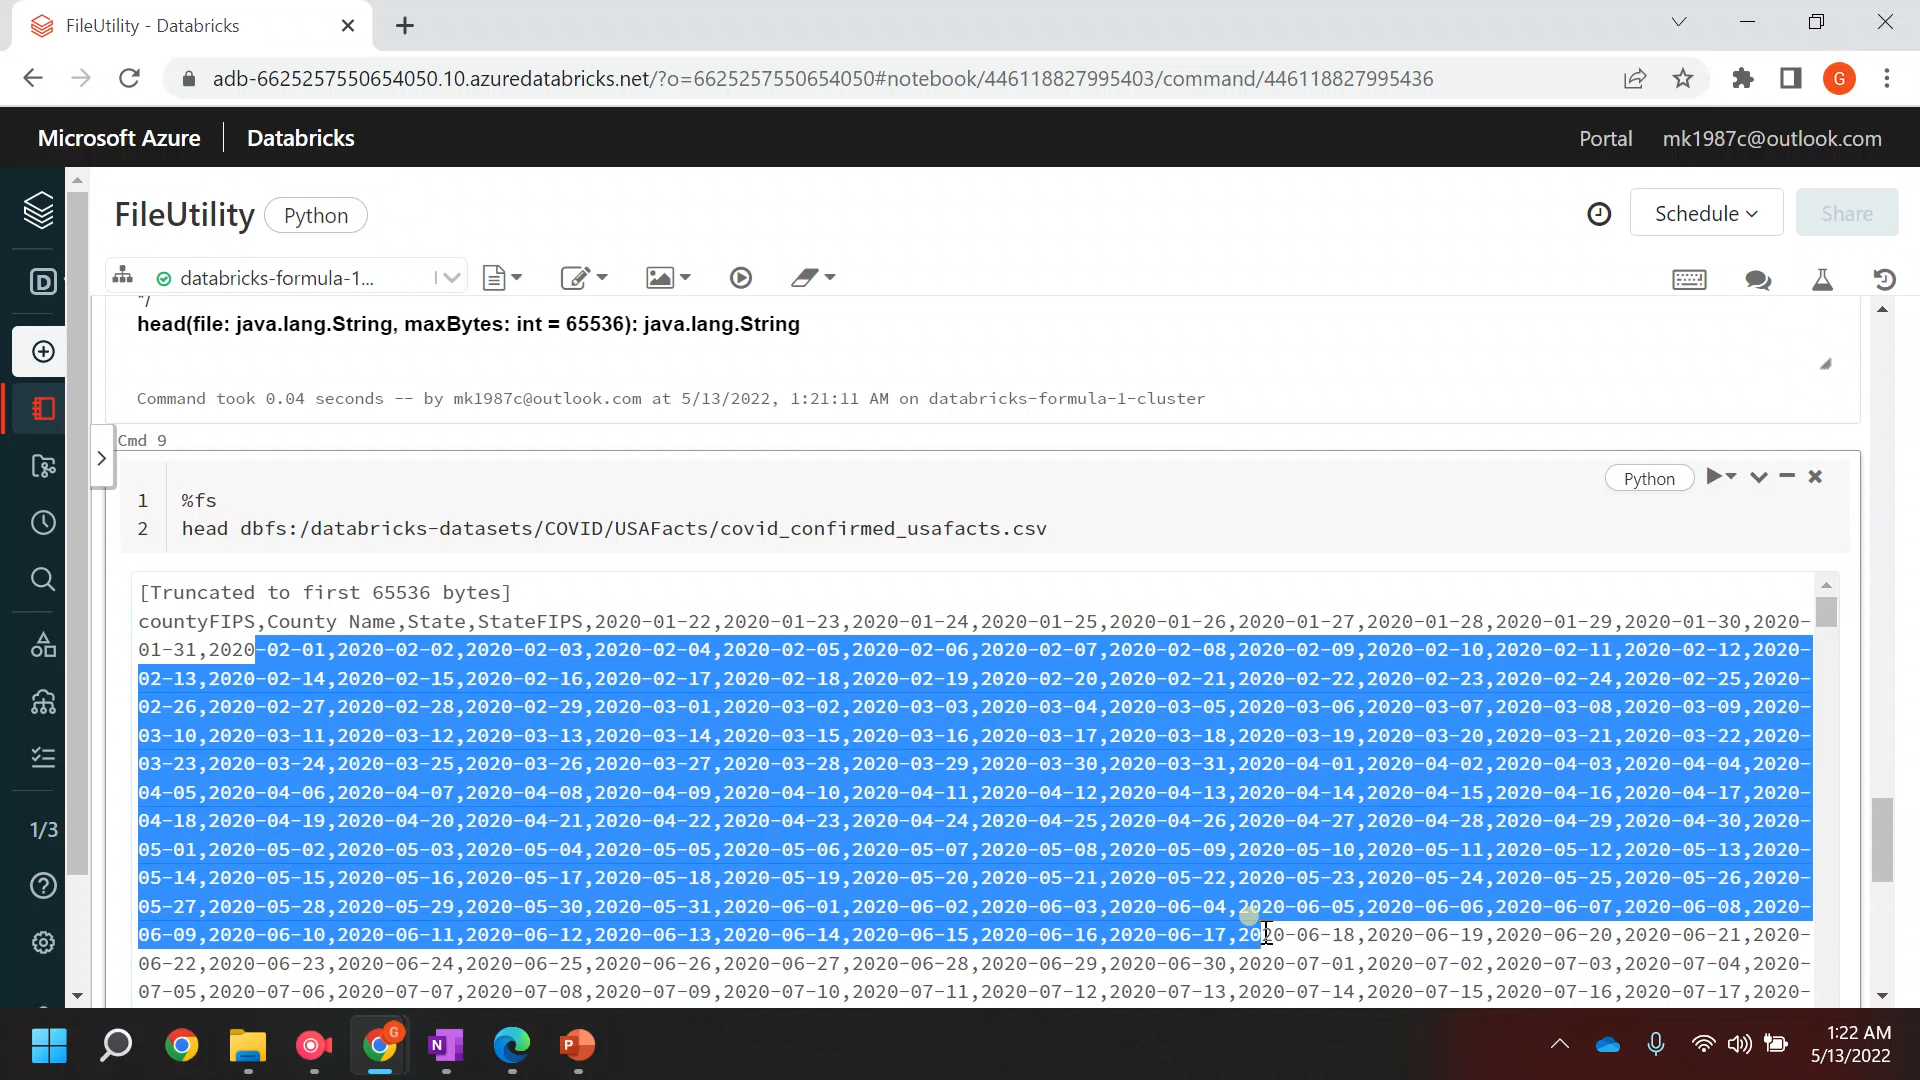 FileUtility - Databricks
adb-6625257550654050.10.azuredatabricks.net/?o=6625257550654050#notebook/446118827995403/command/446118827995436
G
Microsoft Azure Databricks
Portal mk1987c@outlook.com
FileUtility Python
Schedule
Share
D
databricks-formula-1...
*/
head(file: java.lang.String, maxBytes: int = 65536): java.lang.String
Command took 0.04 seconds -- by mk1987c@outlook.com at 5/13/2022, 1:21:11 AM on databricks-formula-1-cluster
Cmd 9
Python
1 %fs
2 head dbfs:/databricks-datasets/COVID/USAFacts/covid_confirmed_usafacts.csv
[Truncated to first 65536 bytes]
countyFIPS,County Name,State,StateFIPS,2020-01-22,2020-01-23,2020-01-24,2020-01-25,2020-01-26,2020-01-27,2020-01-28,2020-01-29,2020-01-30,2020-
01-31,2020-02-01,2020-02-02,2020-02-03,2020-02-04,2020-02-05,2020-02-06,2020-02-07,2020-02-08,2020-02-09,2020-02-10,2020-02-11,2020-02-12,2020-
02-13,2020-02-14,2020-02-15,2020-02-16,2020-02-17,2020-02-18,2020-02-19,2020-02-20,2020-02-21,2020-02-22,2020-02-23,2020-02-24,2020-02-25,2020-
02-26,2020-02-27,2020-02-28,2020-02-29,2020-03-01,2020-03-02,2020-03-03,2020-03-04,2020-03-05,2020-03-06,2020-03-07,2020-03-08,2020-03-09,2020-
03-10,2020-03-11,2020-03-12,2020-03-13,2020-03-14,2020-03-15,2020-03-16,2020-03-17,2020-03-18,2020-03-19,2020-03-20,2020-03-21,2020-03-22,2020-
03-23,2020-03-24,2020-03-25,2020-03-26,2020-03-27,2020-03-28,2020-03-29,2020-03-30,2020-03-31,2020-04-01,2020-04-02,2020-04-03,2020-04-04,2020-
04-05,2020-04-06,2020-04-07,2020-04-08,2020-04-09,2020-04-10,2020-04-11,2020-04-12,2020-04-13,2020-04-14,2020-04-15,2020-04-16,2020-04-17,2020-
04-18,2020-04-19,2020-04-20,2020-04-21,2020-04-22,2020-04-23,2020-04-24,2020-04-25,2020-04-26,2020-04-27,2020-04-28,2020-04-29,2020-04-30,2020-
05-01,2020-05-02,2020-05-03,2020-05-04,2020-05-05,2020-05-06,2020-05-07,2020-05-08,2020-05-09,2020-05-10,2020-05-11,2020-05-12,2020-05-13,2020-
05-14,2020-05-15,2020-05-16,2020-05-17,2020-05-18,2020-05-19,2020-05-20,2020-05-21,2020-05-22,2020-05-23,2020-05-24,2020-05-25,2020-05-26,2020-
05-27,2020-05-28,2020-05-29,2020-05-30,2020-05-31,2020-06-01,2020-06-02,2020-06-03,2020-06-04,2020-06-05,2020-06-06,2020-06-07,2020-06-08,2020-
06-09,2020-06-10,2020-06-11,2020-06-12,2020-06-13,2020-06-14,2020-06-15,2020-06-16,2020-06-17,2020-06-18,2020-06-19,2020-06-20,2020-06-21,2020-
06-22,2020-06-23,2020-06-24,2020-06-25,2020-06-26,2020-06-27,2020-06-28,2020-06-29,2020-06-30,2020-07-01,2020-07-02,2020-07-03,2020-07-04,2020-
07-05,2020-07-06,2020-07-07,2020-07-08,2020-07-09,2020-07-10,2020-07-11,2020-07-12,2020-07-13,2020-07-14,2020-07-15,2020-07-16,2020-07-17,2020-
1/3
1:22 AM
5/13/2022